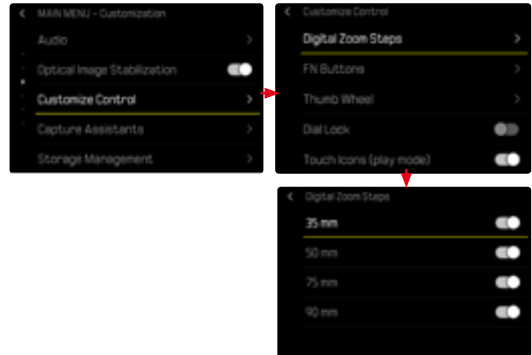 MAIN MENU – Customization
Audio
Optical Image Stabilization
Customize Control
Capture Assistants
Storage Management
Customize Control
Digital Zoom Steps
FN Buttons
Thumb Wheel
Dial Lock
Touch Icons (play mode)
Digital Zoom Steps
35 mm
50 mm
75 mm
90 mm